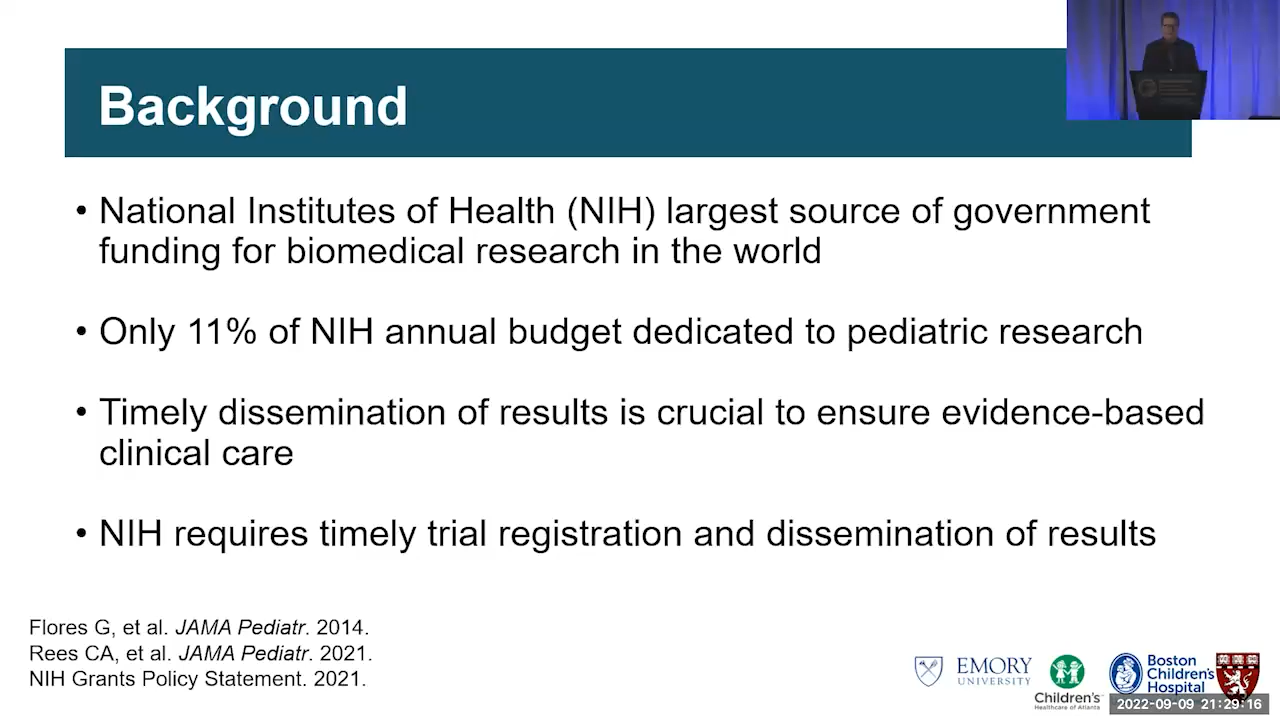 Background
• National Institutes of Health (NIH) largest source of government
funding for biomedical research in the world
• Only 11% of NIH annual budget dedicated to pediatric research
• Timely dissemination of results is crucial to ensure evidence-based
clinical care
• NIH requires timely trial registration and dissemination of results
Flores G, et al. JAMA Pediatr. 2014.
Rees CA, et al. JAMA Pediatr. 2021.
NIH Grants Policy Statement. 2021.
EMORY
UNIVERSITY
Children's
Healthcare of Atlanta
Boston
Children's
Hospital
2022-09-09 21:29:16